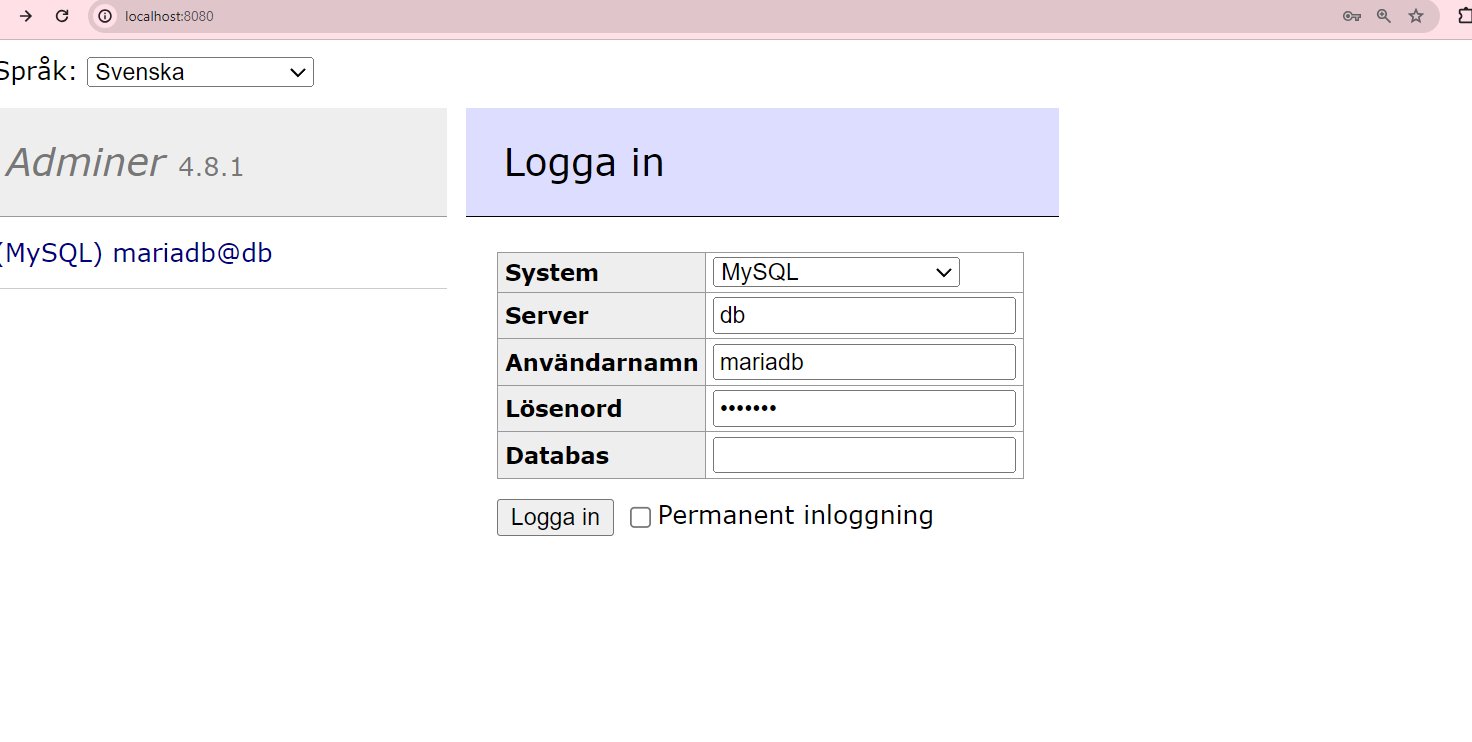 localhost:8080
Språk: Svenska
Adminer 4.8.1
(MySQL) mariadb@db
Logga in
System MySQL
Server db
Användarnamn mariadb
Lösenord •••••••
Databas
Logga in Permanent inloggning